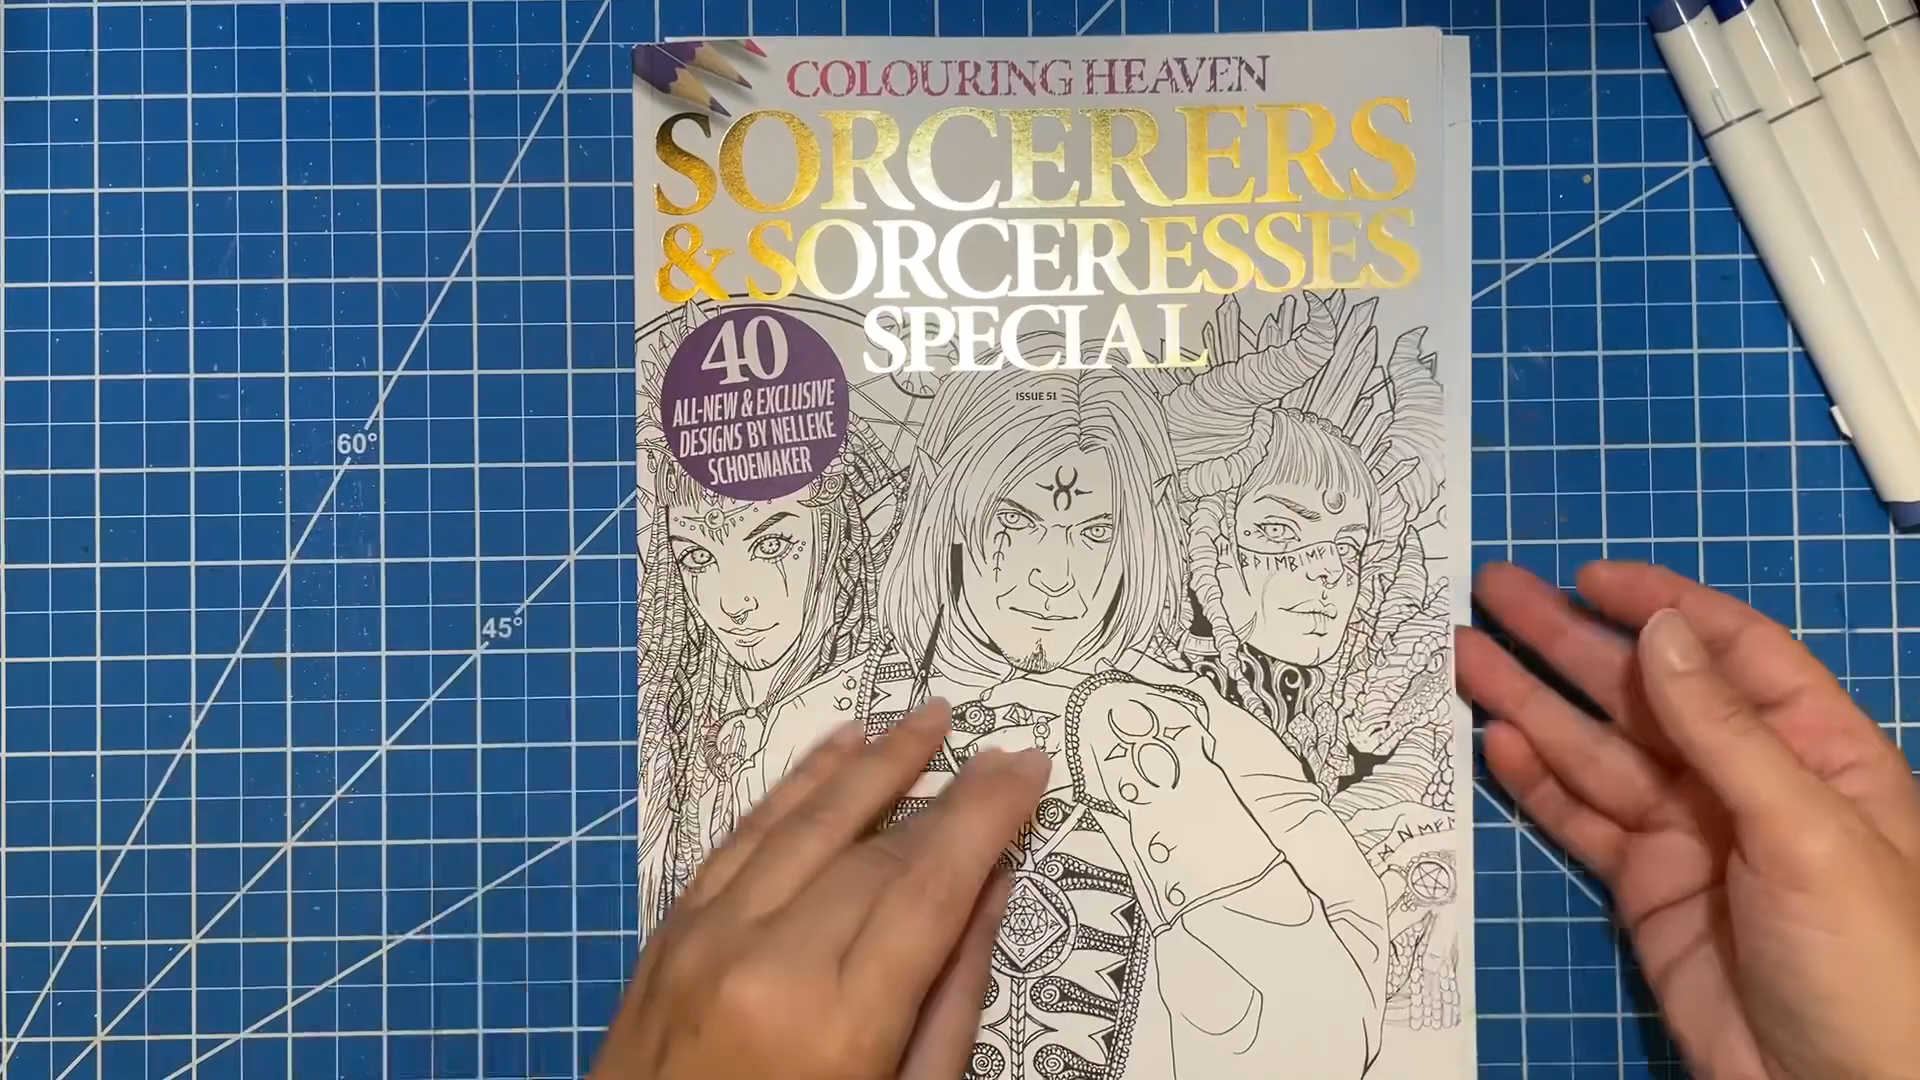 COLOURING HEAVEN
SORCERERS
& SORCERESSES
SPECIAL
40
ALL-NEW & EXCLUSIVE
DESIGNS BY NELLEKE
SCHOEMAKER
ISSUE 51
60°
45°